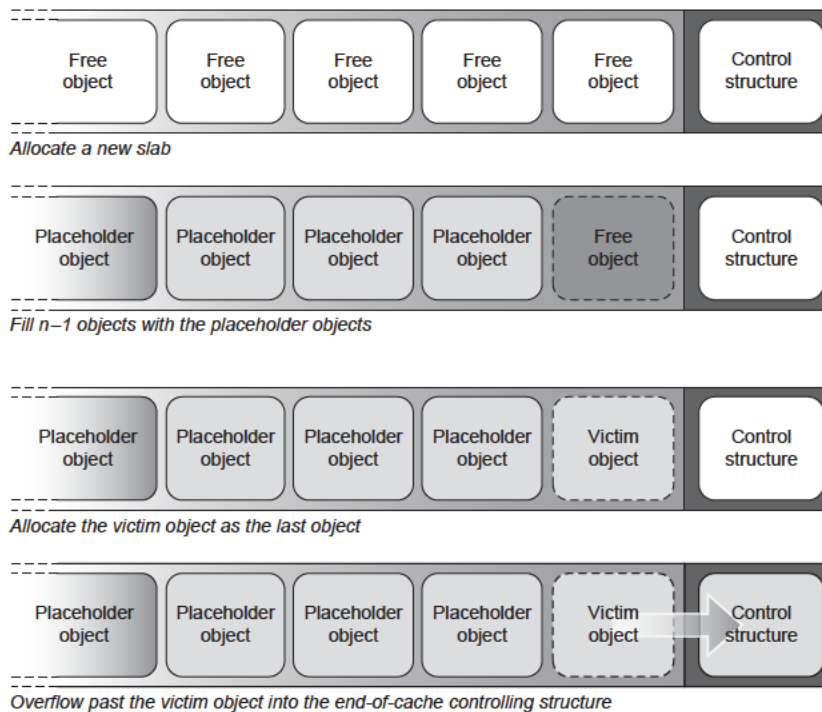 Free
object
Free
object
Free
object
Free
object
Free
object
Control
structure
Allocate a new slab
Placeholder
object
Placeholder
object
Placeholder
object
Placeholder
object
Free
object
Control
structure
Fill n–1 objects with the placeholder objects
Placeholder
object
Placeholder
object
Placeholder
object
Placeholder
object
Victim
object
Control
structure
Allocate the victim object as the last object
Placeholder
object
Placeholder
object
Placeholder
object
Placeholder
object
Victim
object
Control
structure
Overflow past the victim object into the end-of-cache controlling structure